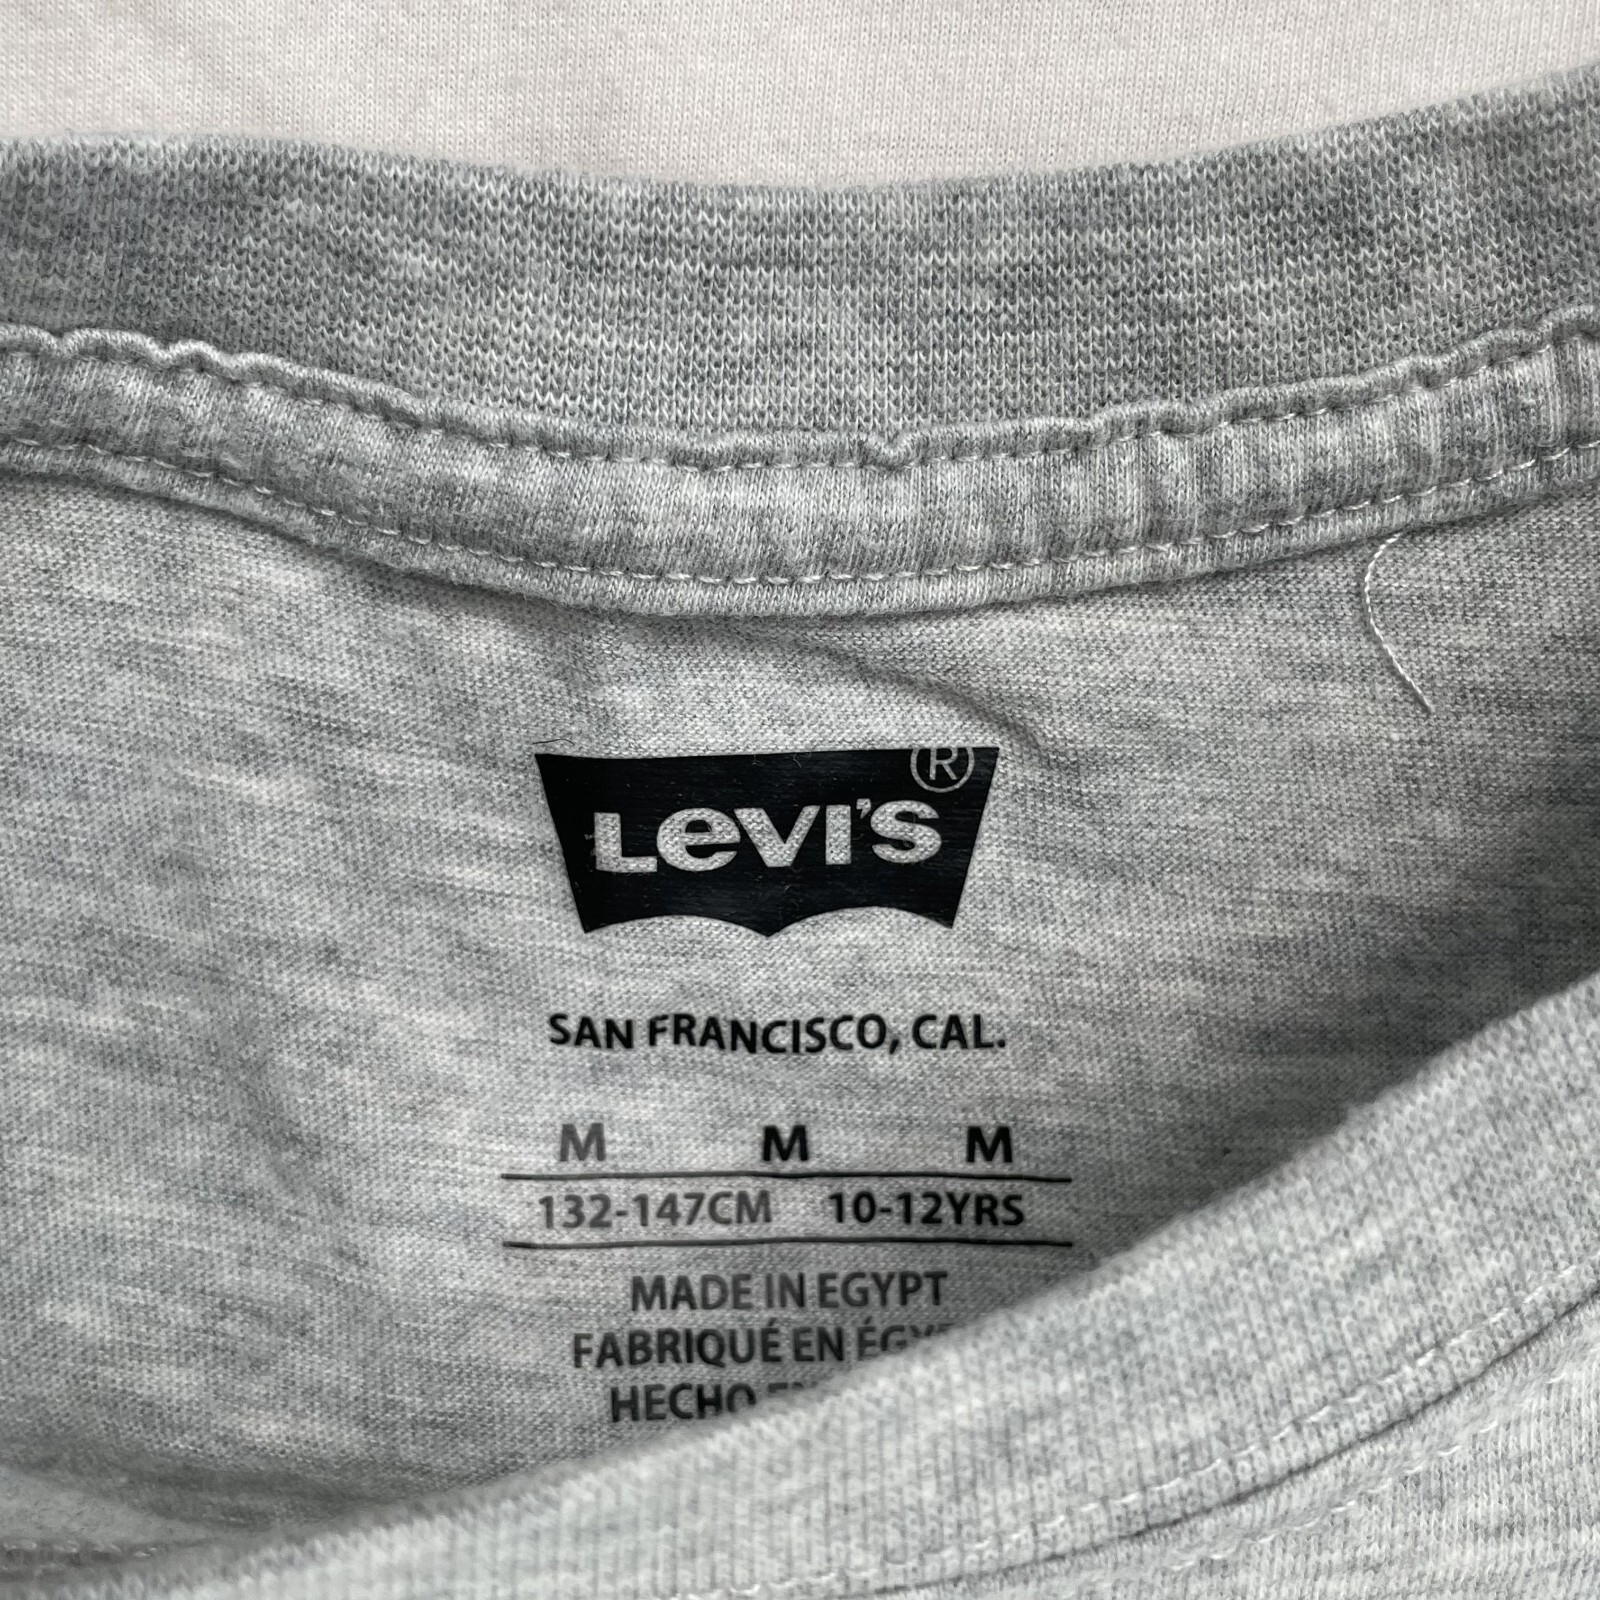 Levi's®
SAN FRANCISCO, CAL.
M M M
132-147CM 10-12YRS
MADE IN EGYPT
FABRIQUÉ EN
HECHO